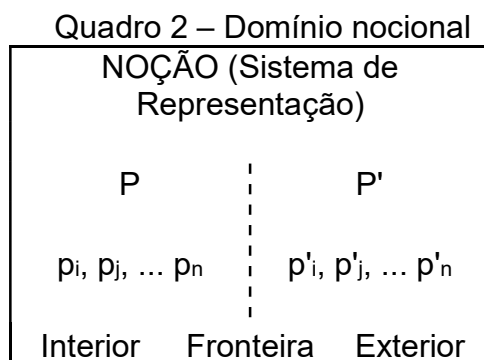 Quadro 2 – Domínio nocional
NOÇÃO (Sistema de
Representação)
P P'
pᵢ, pⱼ, ... pₙ p'ᵢ, p'ⱼ, ... p'ₙ
Interior Fronteira Exterior